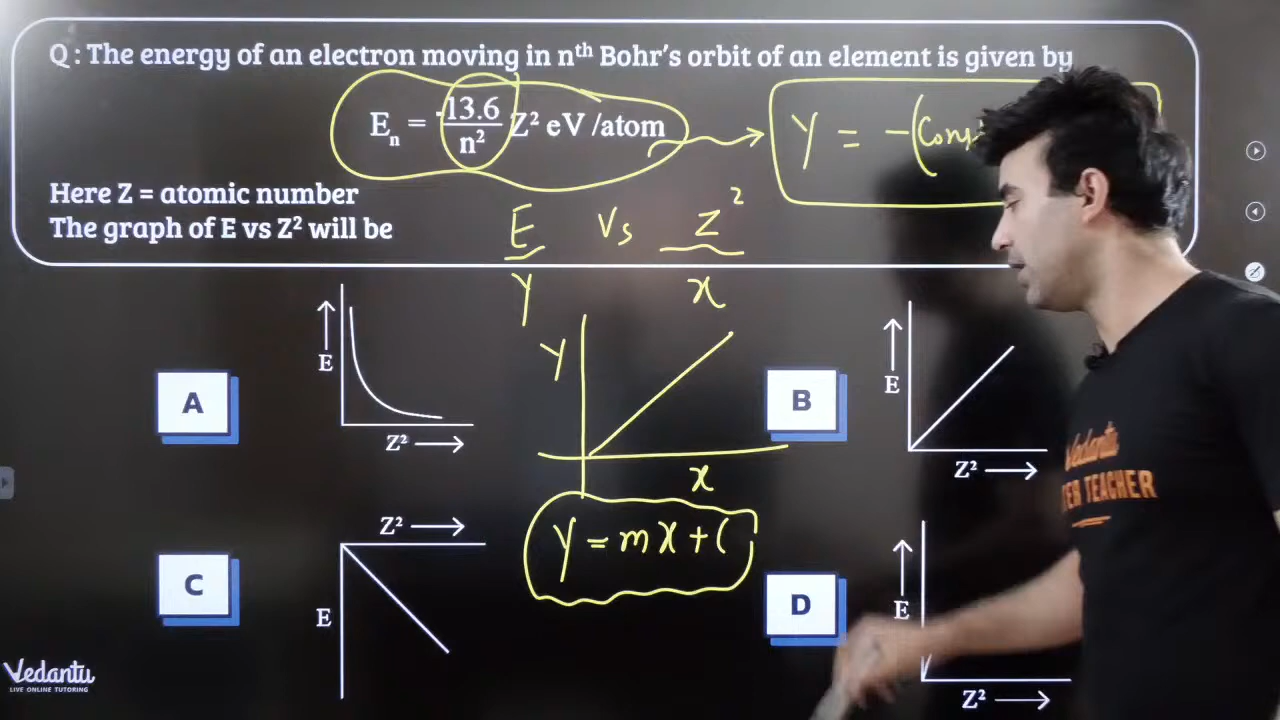 Q : The energy of an electron moving in nth Bohr's orbit of an element is given by
En = -13.6/n² Z² eV /atom
Y = -(Cons
Here Z = atomic number
The graph of E vs Z² will be
E Vs Z²
Y x
A
E
Z² →
Y
x
B
E
Z² →
Y = mx + C
C
Z² →
E
D
E
Z² →
Vedantu
LIVE ONLINE TUTORING
Vedantu
TER TEACHER